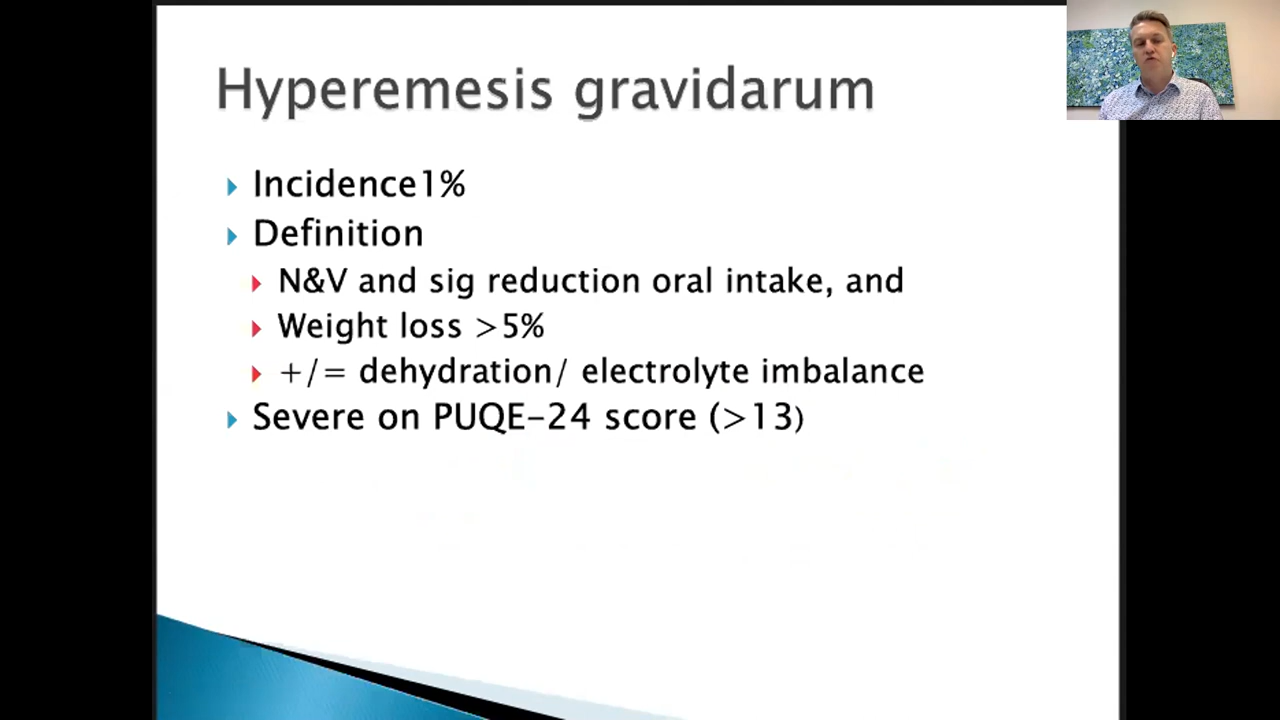 Hyperemesis gravidarum
Incidence1%
Definition
N&V and sig reduction oral intake, and
Weight loss >5%
+/= dehydration/ electrolyte imbalance
Severe on PUQE-24 score (>13)